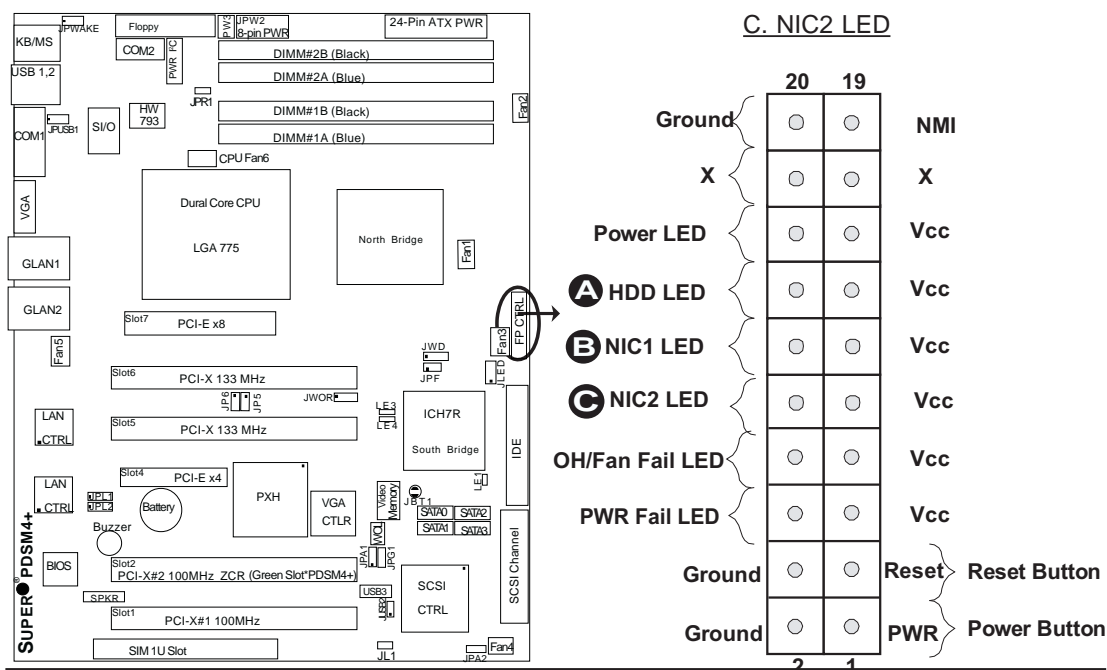 JPWAKE
Floppy
PW3
JPW2
8-pin PWR
24-Pin ATX PWR
KB/MS
COM2
PWR I²C
DIMM#2B (Black)
USB 1,2
DIMM#2A (Blue)
JPR1
HW
793
DIMM#1B (Black)
Fan2
COM1
JPUSB1
SI/O
DIMM#1A (Blue)
CPU Fan6
VGA
Dural Core CPU
LGA 775
North Bridge
Fan1
GLAN1
GLAN2
Slot7
PCI-E x8
FP CTRL
Fan3
Fan5
JWD
JPF
JLED
Slot6
PCI-X 133 MHz
JP6
JP5
JWOR
LE3
LE4
ICH7R
South Bridge
IDE
LAN
CTRL
Slot5
PCI-X 133 MHz
Slot4
PCI-E x4
PXH
LE1
LAN
CTRL
JPL1
JPL2
Battery
VGA
CTLR
Video
Memory
JBT1
Buzzer
SATA0
SATA2
SATA1
SATA3
WOL
BIOS
JPA1
JPG1
Slot2
PCI-X#2 100MHz ZCR (Green Slot*PDSM4+)
SCSI Channel
SPKR
USB3
JUSB2
SCSI
CTRL
Slot1
PCI-X#1 100MHz
SIM 1U Slot
JL1
JPA2
Fan4
SUPER® PDSM4+
C. NIC2 LED
20 19
Ground NMI
X X
Power LED Vcc
A HDD LED Vcc
B NIC1 LED Vcc
C NIC2 LED Vcc
OH/Fan Fail LED Vcc
PWR Fail LED Vcc
Ground Reset Reset Button
Ground PWR Power Button
2 1